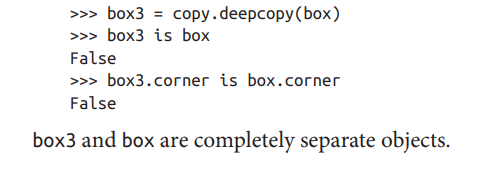 >>> box3 = copy.deepcopy(box)
>>> box3 is box
False
>>> box3.corner is box.corner
False
box3 and box are completely separate objects.